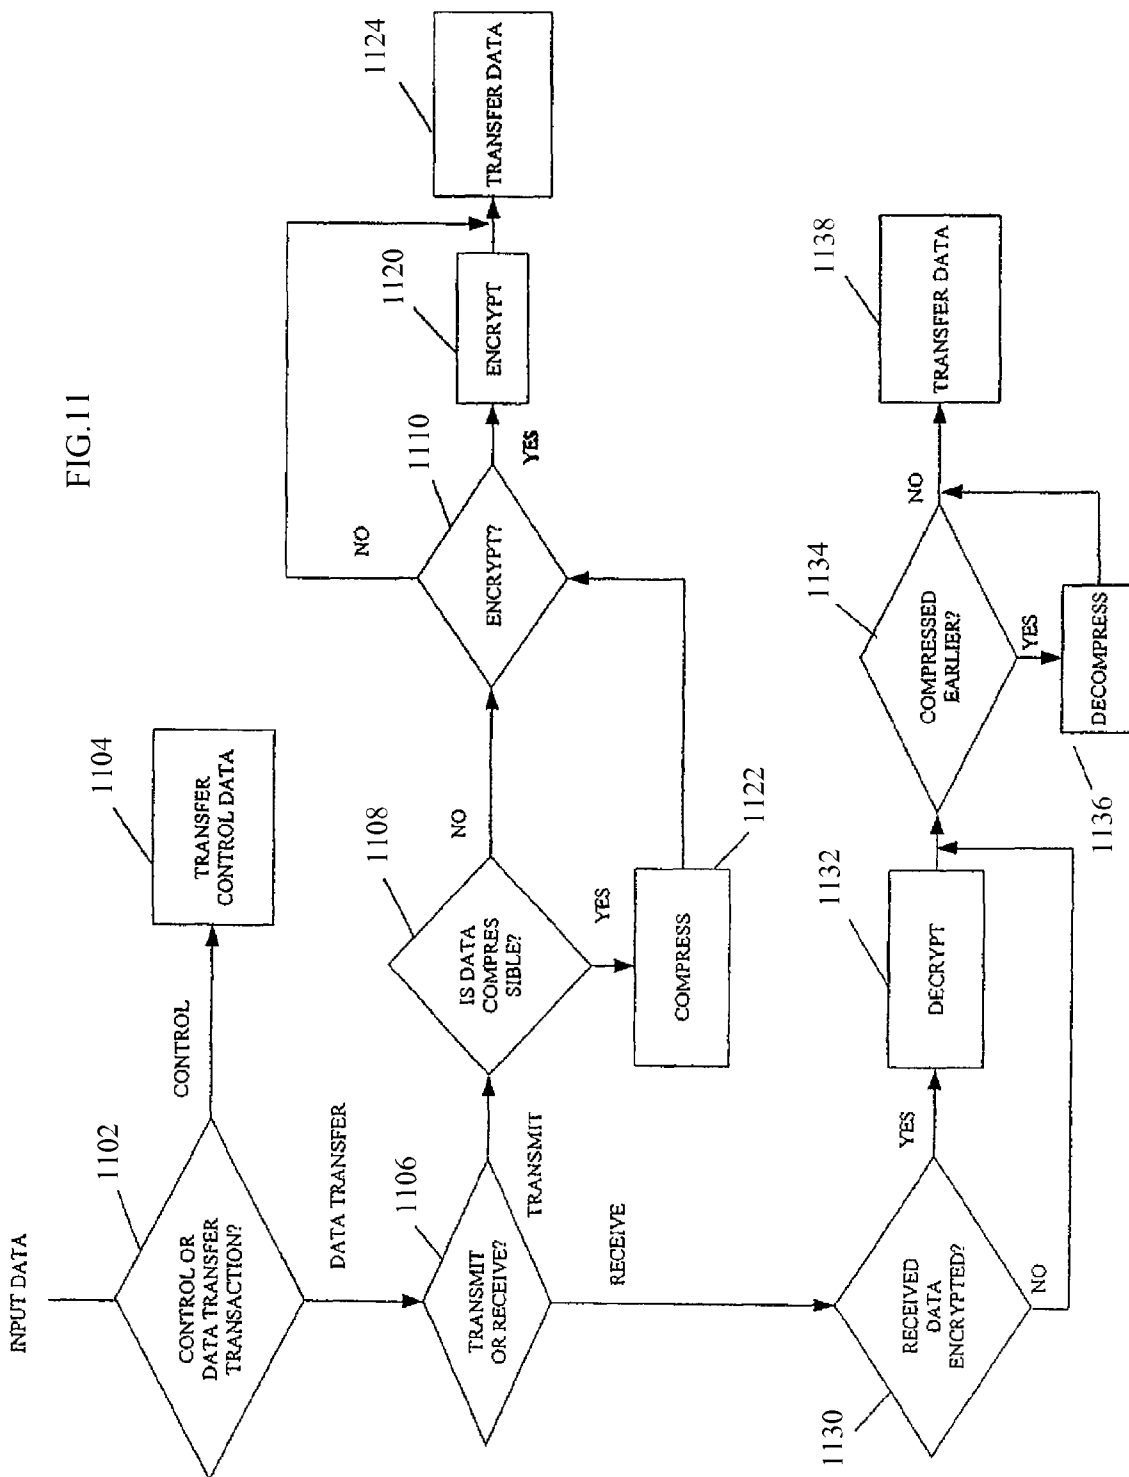 FIG.11
INPUT DATA
CONTROL OR
DATA TRANSFER
TRANSACTION?
1102
CONTROL
TRANSFER
CONTROL DATA
1104
DATA TRANSFER
TRANSMIT
OR RECEIVE?
1106
TRANSMIT
IS DATA
COMPRES
SIBLE?
1108
NO
YES
COMPRESS
1122
ENCRYPT?
1110
NO
YES
ENCRYPT
1120
TRANSFER DATA
1124
RECEIVE
RECEIVED
DATA
ENCRYPTED?
1130
YES
NO
DECRYPT
1132
COMPRESSED
EARLIER?
1134
NO
YES
DECOMPRESS
1136
TRANSFER DATA
1138